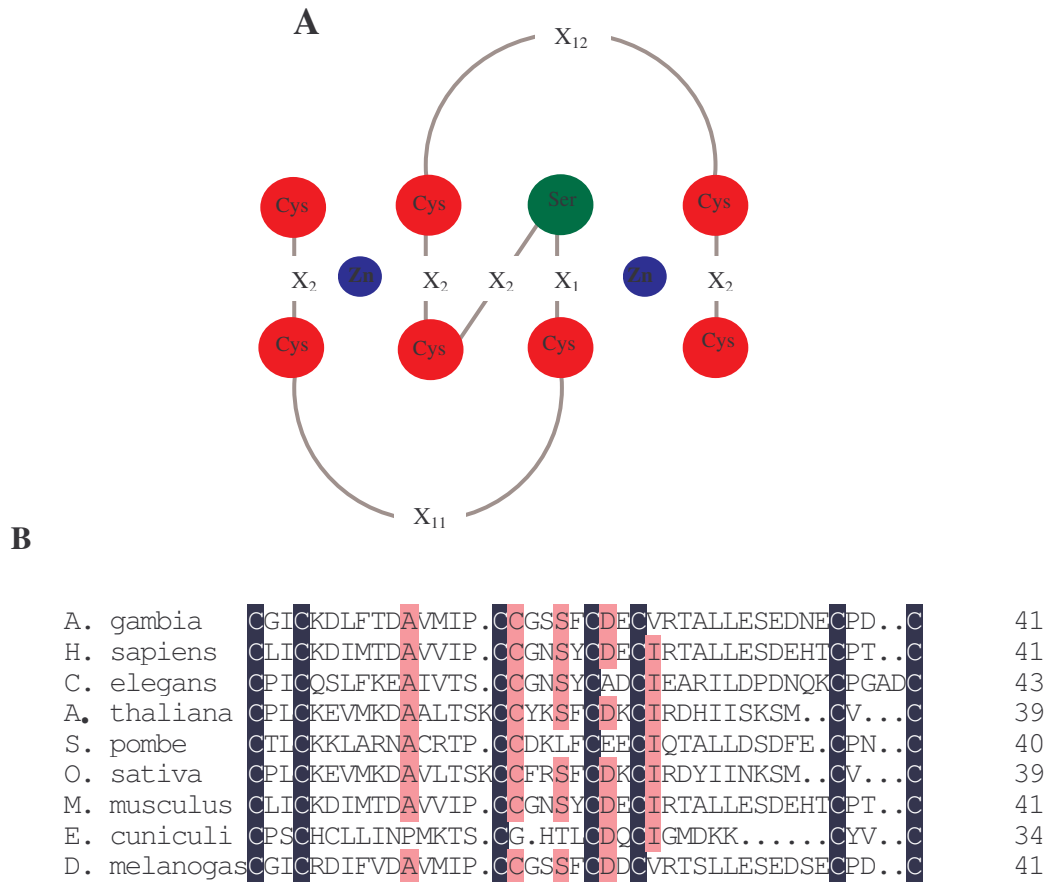 A
X12
Cys Cys Ser Cys
X2 Zn X2 X2 X1 Zn X2
Cys Cys Cys Cys
X11
B
A. gambia CGICKDLFTDAVMIP.CCGSSFCDECVRTALLESEDNECPD..C 41
H. sapiens CLICKDIMTDAVVIP.CCGNSYCDECIRTALLESDEHTCPT..C 41
C. elegans CPICQSLFKEAIVTS.CCGNSYCADCIEARILDPDNQKCPGADC 43
A. thaliana CPLCKEVMKDAALTSKCCYKSFCDKCIRDHIISKSM..CV...C 39
S. pombe CTLCKKLARNACRTP.CCDKLFCEECIQTALLDSDFE.CPN..C 40
O. sativa CPLCKEVMKDAVLTSKCCFRSFCDKCIRDYIINKSM..CV...C 39
M. musculus CLICKDIMTDAVVIP.CCGNSYCDECIRTALLESDEHTCPT..C 41
E. cuniculi CPSCHCLLINPMKTS.CG.HTLCDQCIGMDKK......CYV..C 34
D. melanogas CGICRDIFVDAVMIP.CCGSSFCDDCVRTSLLESEDSECPD..C 41